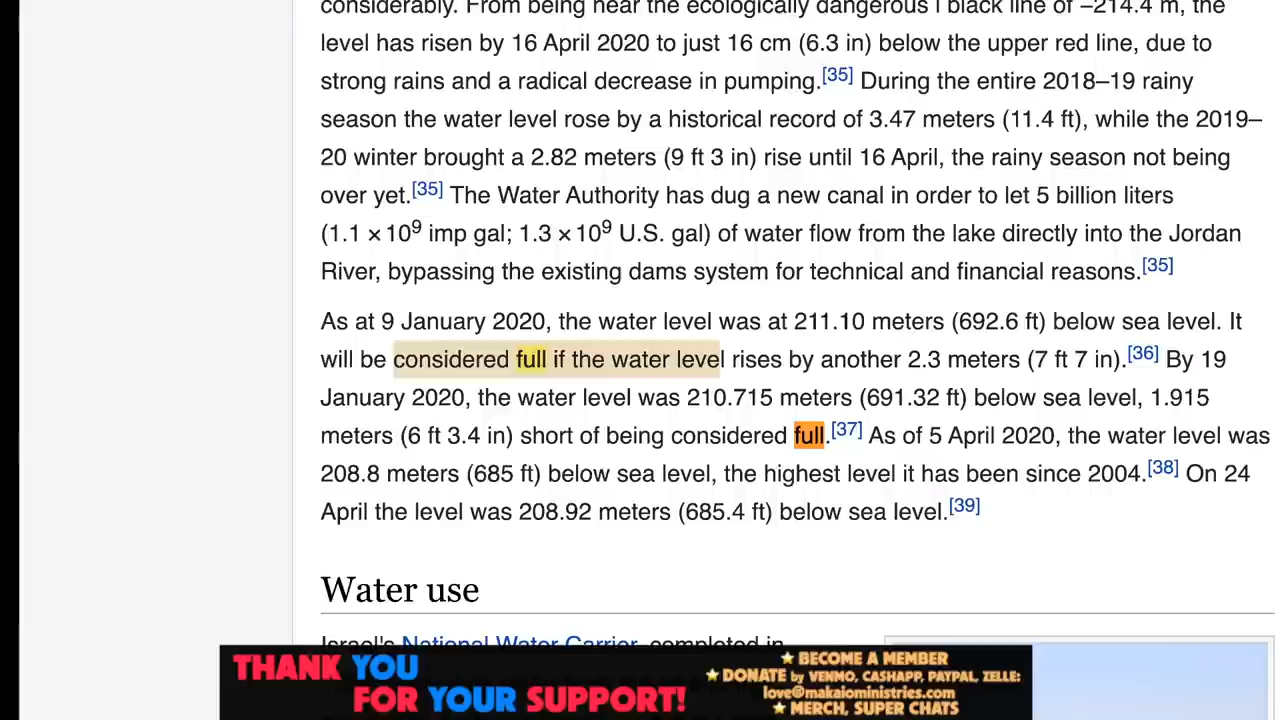 considerably. From being near the ecologically dangerous l black line of −214.4 m, the
level has risen by 16 April 2020 to just 16 cm (6.3 in) below the upper red line, due to
strong rains and a radical decrease in pumping.[35] During the entire 2018–19 rainy
season the water level rose by a historical record of 3.47 meters (11.4 ft), while the 2019–
20 winter brought a 2.82 meters (9 ft 3 in) rise until 16 April, the rainy season not being
over yet.[35] The Water Authority has dug a new canal in order to let 5 billion liters
(1.1 ×10⁹ imp gal; 1.3 ×10⁹ U.S. gal) of water flow from the lake directly into the Jordan
River, bypassing the existing dams system for technical and financial reasons.[35]
As at 9 January 2020, the water level was at 211.10 meters (692.6 ft) below sea level. It
will be considered full if the water level rises by another 2.3 meters (7 ft 7 in).[36] By 19
January 2020, the water level was 210.715 meters (691.32 ft) below sea level, 1.915
meters (6 ft 3.4 in) short of being considered full.[37] As of 5 April 2020, the water level was
208.8 meters (685 ft) below sea level, the highest level it has been since 2004.[38] On 24
April the level was 208.92 meters (685.4 ft) below sea level.[39]
Water use
Israel's National Water Carrier, completed in
THANK YOU
FOR YOUR SUPPORT!
BECOME A MEMBER
DONATE by VENMO, CASHAPP, PAYPAL, ZELLE:
love@makaioministries.com
MERCH, SUPER CHATS